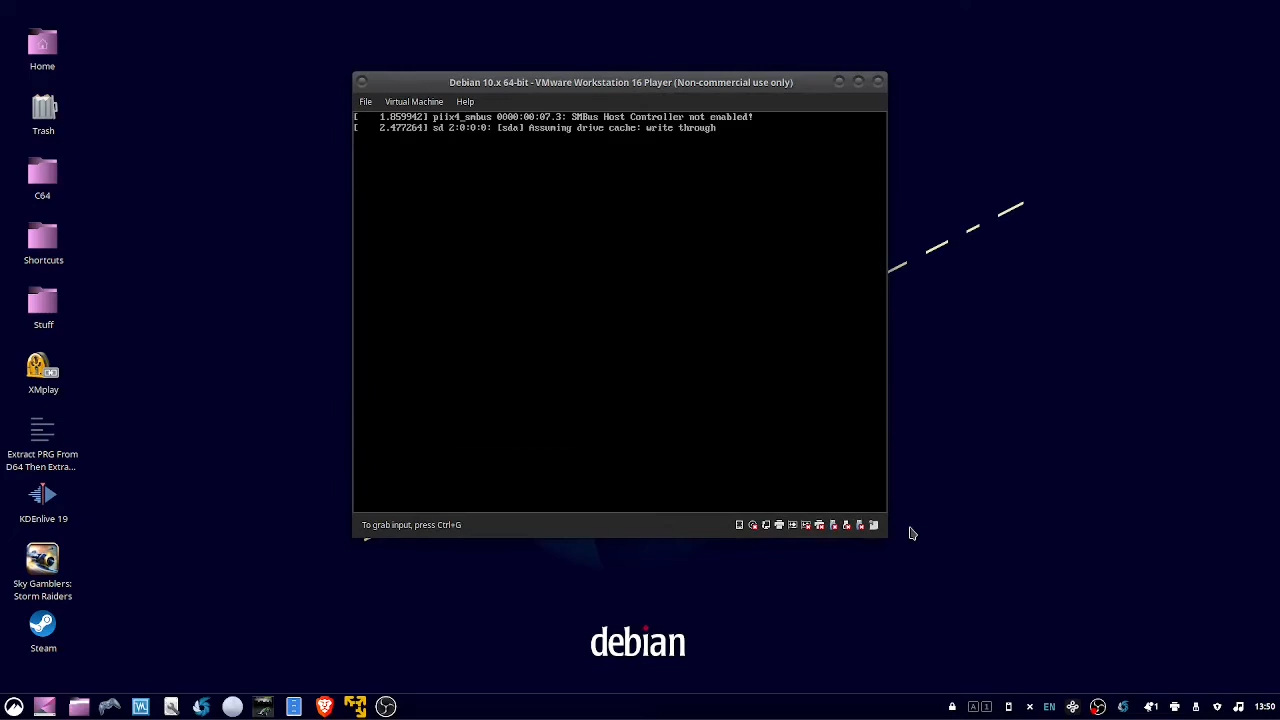 Home
Trash
C64
Shortcuts
Stuff
XMplay
Extract PRG From
D64 Then Extra...
KDEnlive 19
Sky Gamblers:
Storm Raiders
Steam
Debian 10.x 64-bit - VMware Workstation 16 Player (Non-commercial use only)
File Virtual Machine Help
[    1.859942] piix4_smbus 0000:00:07.3: SMBus Host Controller not enabled!
[    2.477264] sd 2:0:0:0: [sda] Assuming drive cache: write through
To grab input, press Ctrl+G
debian
A 1
EN
13:50